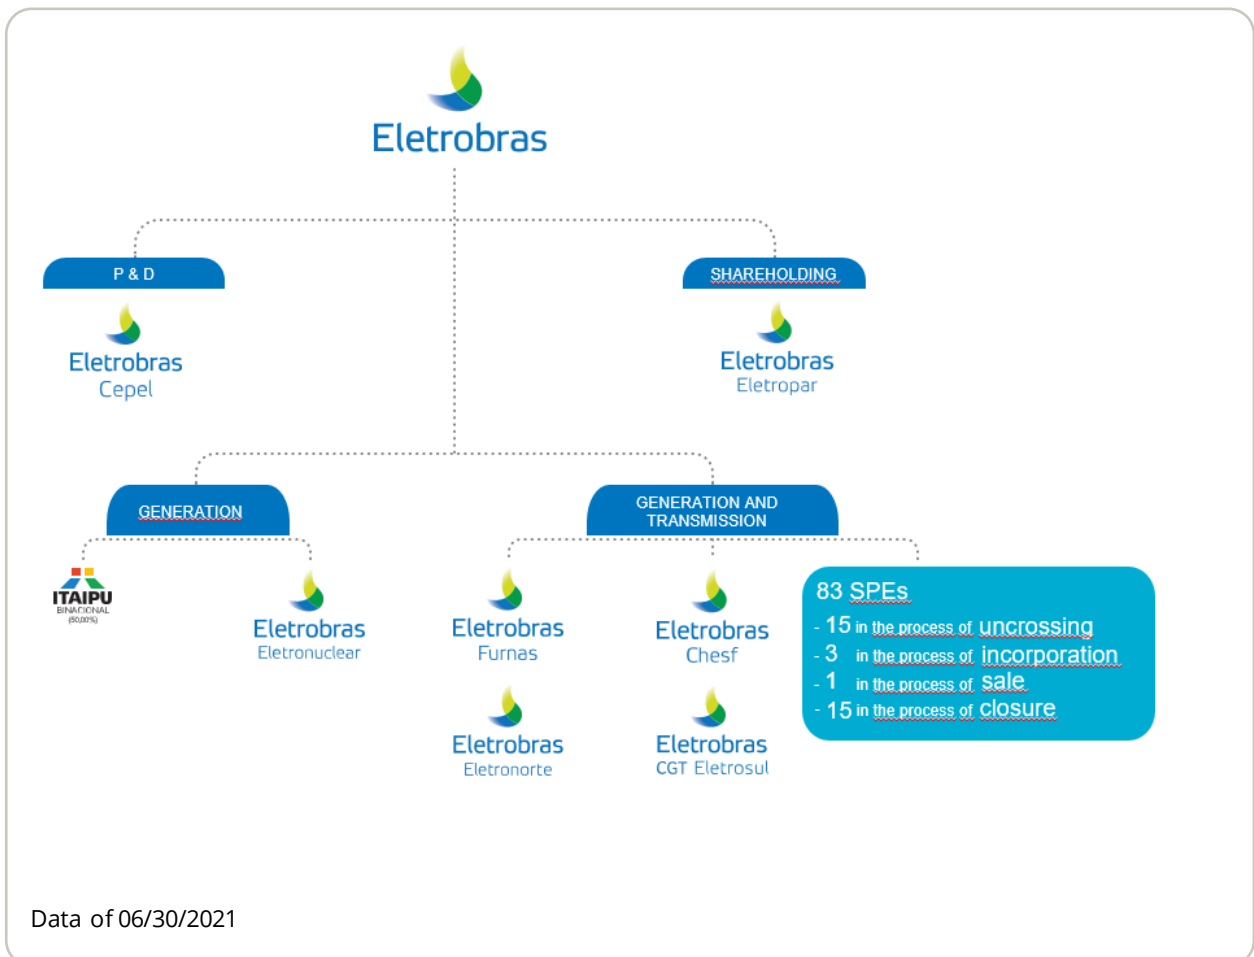 Eletrobras
P & D
SHAREHOLDING
Eletrobras
Cepel
Eletrobras
Eletropar
GENERATION
GENERATION AND
TRANSMISSION
ITAIPU
BINACIONAL
(50,00%)
Eletrobras
Eletronuclear
Eletrobras
Furnas
Eletrobras
Chesf
Eletrobras
Eletronorte
Eletrobras
CGT Eletrosul
83 SPEs
- 15 in the process of uncrossing
- 3 in the process of incorporation
- 1 in the process of sale
- 15 in the process of closure
Data of 06/30/2021